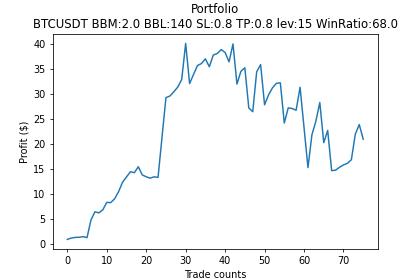 Portfolio
BTCUSDT BBM:2.0 BBL:140 SL:0.8 TP:0.8 lev:15 WinRatio:68.0
40
35
30
25
20
15
10
5
0
Profit ($)
0 10 20 30 40 50 60 70
Trade counts